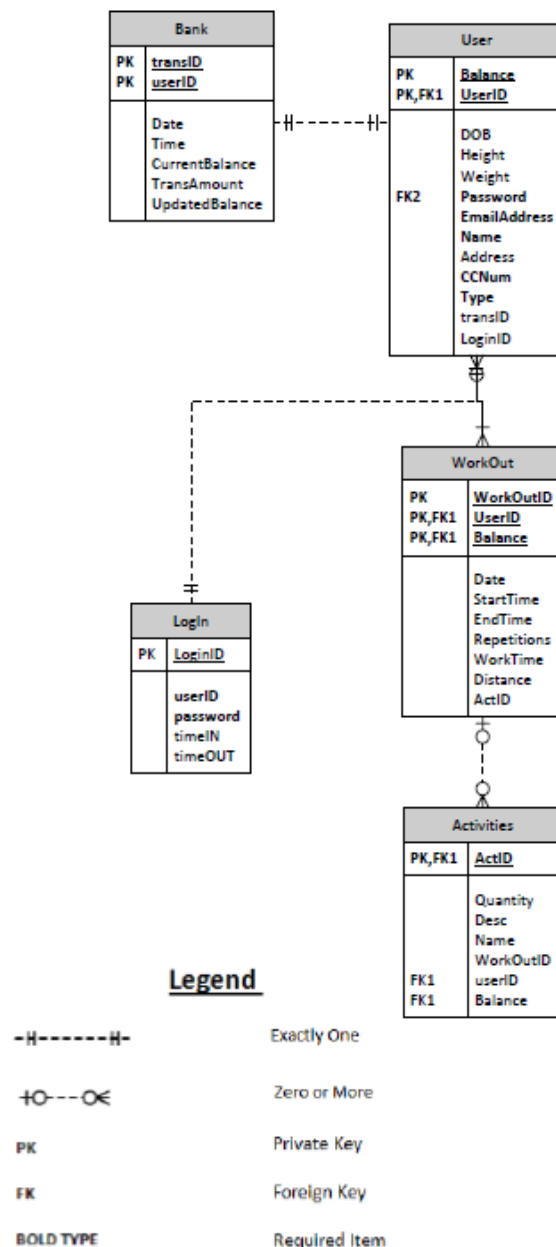 Bank
PK transID
PK userID
Date
Time
CurrentBalance
TransAmount
UpdatedBalance
User
PK Balance
PK,FK1 UserID
DOB
Height
Weight
FK2 Password
EmailAddress
Name
Address
CCNum
Type
transID
LoginID
WorkOut
PK WorkOutID
PK,FK1 UserID
PK,FK1 Balance
Date
StartTime
EndTime
Repetitions
WorkTime
Distance
ActID
LogIn
PK LoginID
userID
password
timeIN
timeOUT
Activities
PK,FK1 ActID
Quantity
Desc
Name
WorkOutID
FK1 userID
FK1 Balance
Legend
Exactly One
Zero or More
PK Private Key
FK Foreign Key
BOLD TYPE Required Item